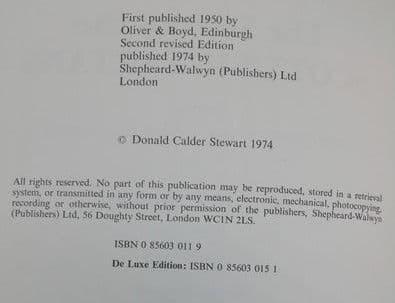 First published 1950 by
Oliver & Boyd, Edinburgh
Second revised Edition
published 1974 by
Shepheard-Walwyn (Publishers) Ltd
London
© Donald Calder Stewart 1974
All rights reserved. No part of this publication may be reproduced, stored in a retrieval
system, or transmitted in any form or by any means, electronic, mechanical, photocopying,
recording or otherwise, without prior permission of the publishers, Shepheard-Walwyn
(Publishers) Ltd, 56 Doughty Street, London WC1N 2LS.
ISBN 0 85603 011 9
De Luxe Edition: ISBN 0 85603 015 1